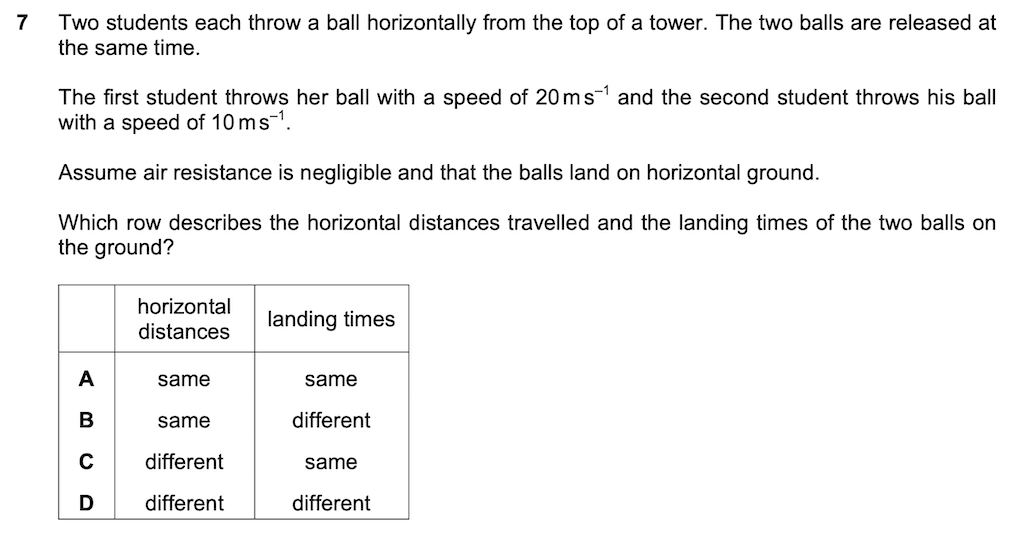 7 Two students each throw a ball horizontally from the top of a tower. The two balls are released at
the same time.
The first student throws her ball with a speed of 20 m s⁻¹ and the second student throws his ball
with a speed of 10 m s⁻¹.
Assume air resistance is negligible and that the balls land on horizontal ground.
Which row describes the horizontal distances travelled and the landing times of the two balls on
the ground?
horizontal
distances
landing times
A same same
B same different
C different same
D different different